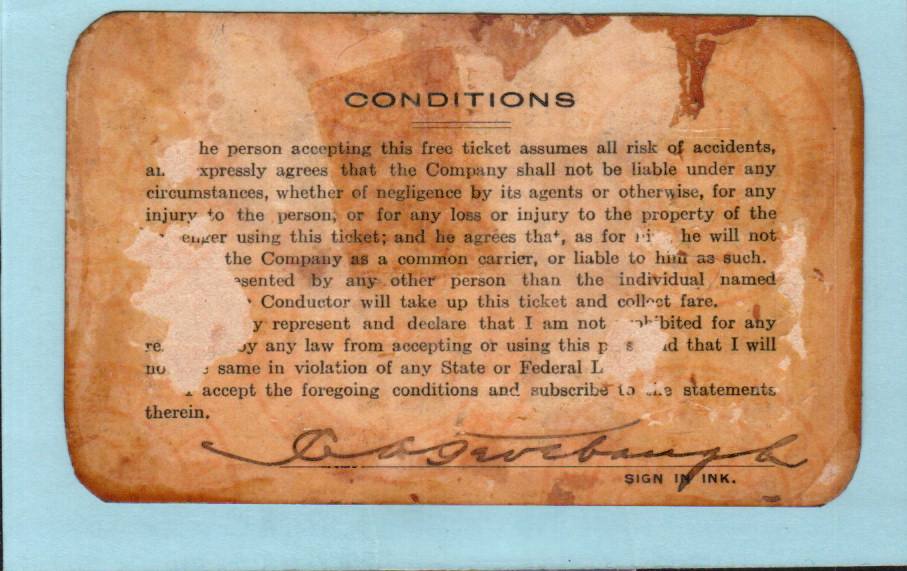 CONDITIONS
he person accepting this free ticket assumes all risk of accidents,
expressly agrees that the Company shall not be liable under any
circumstances, whether of negligence by its agents or otherwise, for any
injury to the person, or for any loss or injury to the property of the
using this ticket; and he agrees that, as for he will not
the Company as a common carrier, or liable to him as such.
esented by any other person than the individual named
Conductor will take up this ticket and collect fare.
y represent and declare that I am not prohibited for any
by any law from accepting or using this and that I will
same in violation of any State or Federal L
I accept the foregoing conditions and subscribe to the statements
therein.
SIGN IN INK.